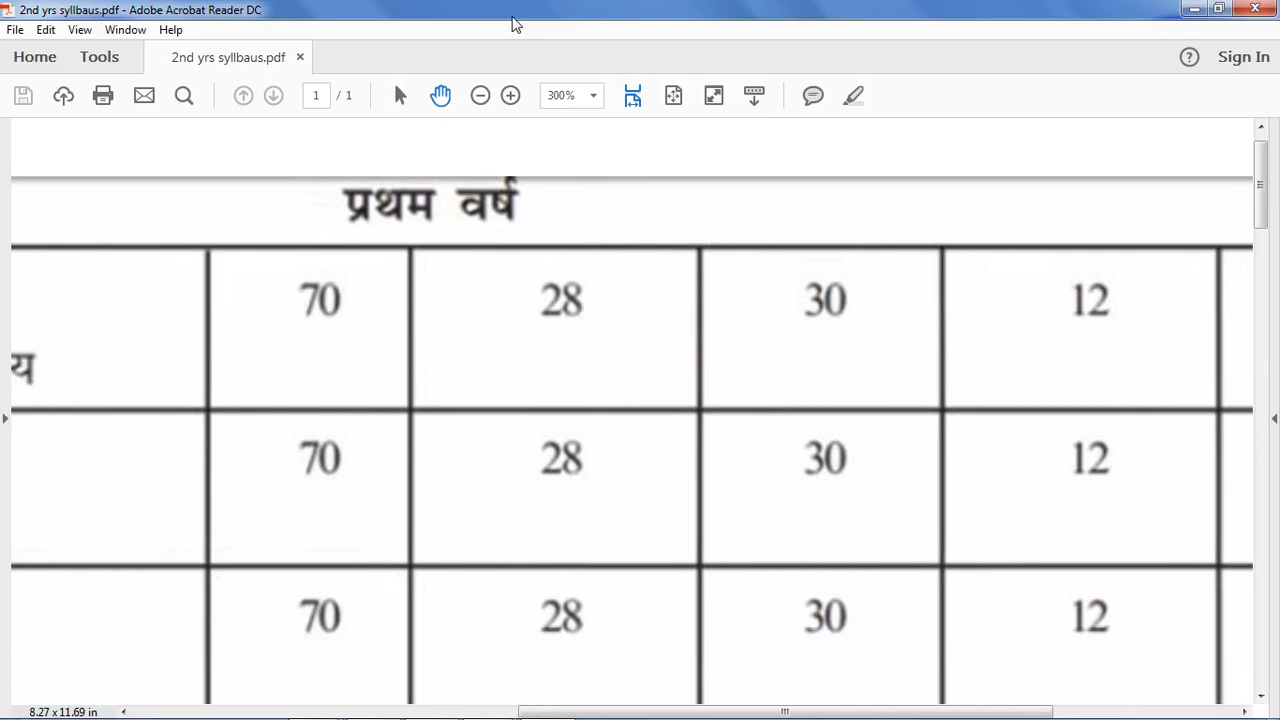 2nd yrs syllbaus.pdf - Adobe Acrobat Reader DC
File Edit View Window Help
Home Tools 2nd yrs syllbaus.pdf × Sign In
1 / 1 300%
प्रथम वर्ष
70 28 30 12
य
70 28 30 12
70 28 30 12
8.27 x 11.69 in